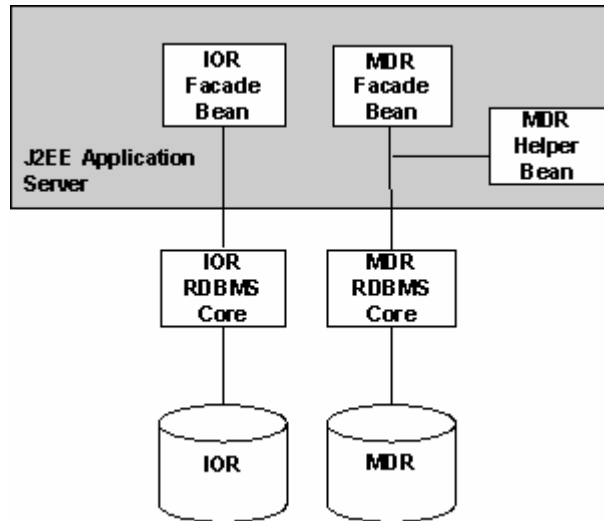 IOR
Facade
Bean
MDR
Facade
Bean
MDR
Helper
Bean
J2EE Application
Server
IOR
RDBMS
Core
MDR
RDBMS
Core
IOR
MDR